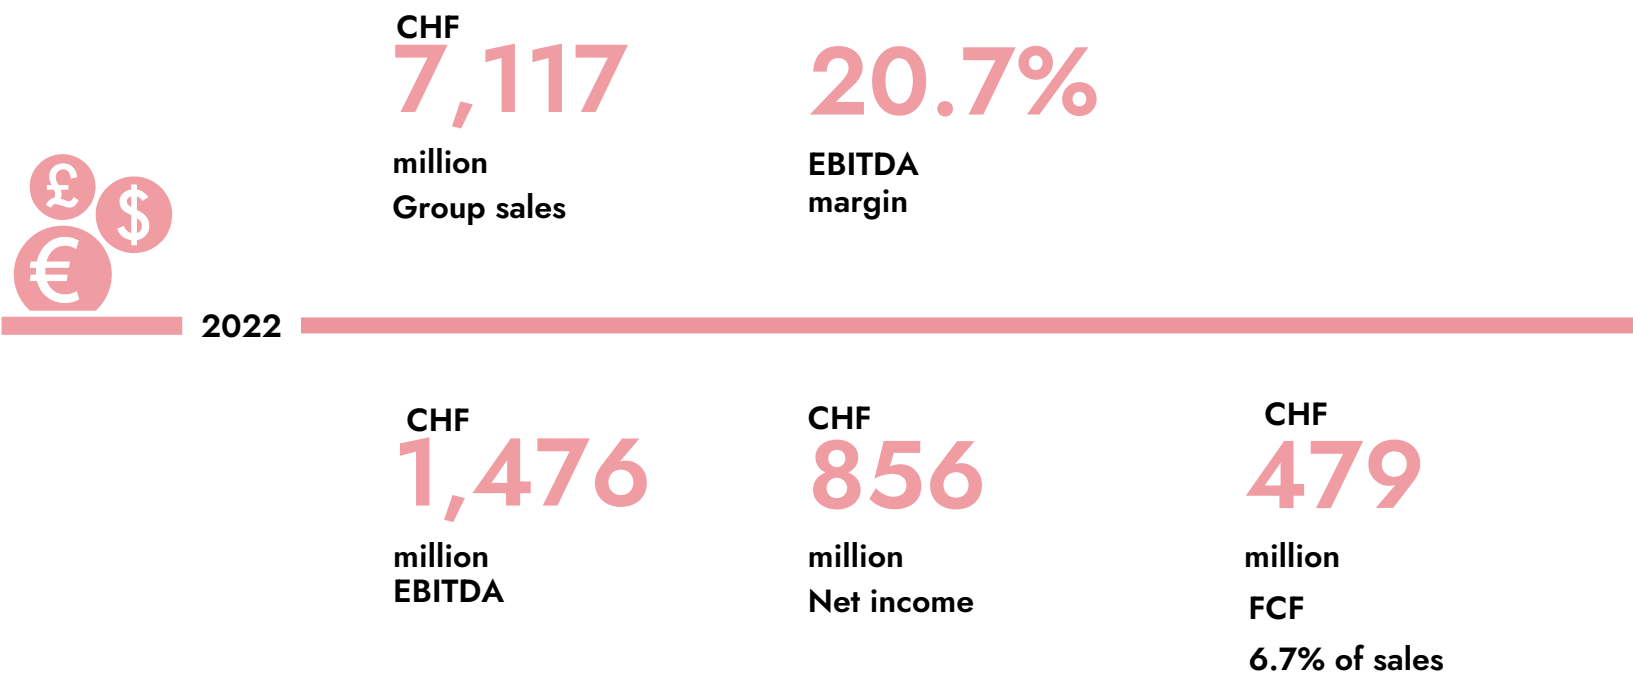 CHF
7,117
million
Group sales
20.7%
EBITDA
margin
£
$
€
2022
CHF
1,476
million
EBITDA
CHF
856
million
Net income
CHF
479
million
FCF
6.7% of sales